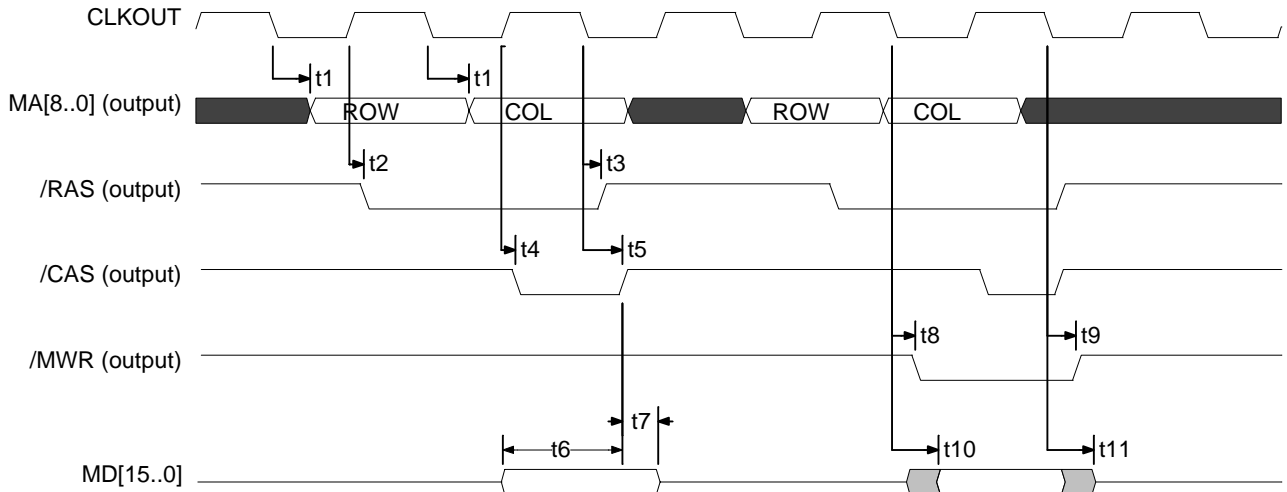 CLKOUT
t1 t1
MA[8..0] (output)
ROW COL ROW COL
t2 t3
/RAS (output)
t4 t5
/CAS (output)
t8 t9
/MWR (output)
t7
t6 t10 t11
MD[15..0]